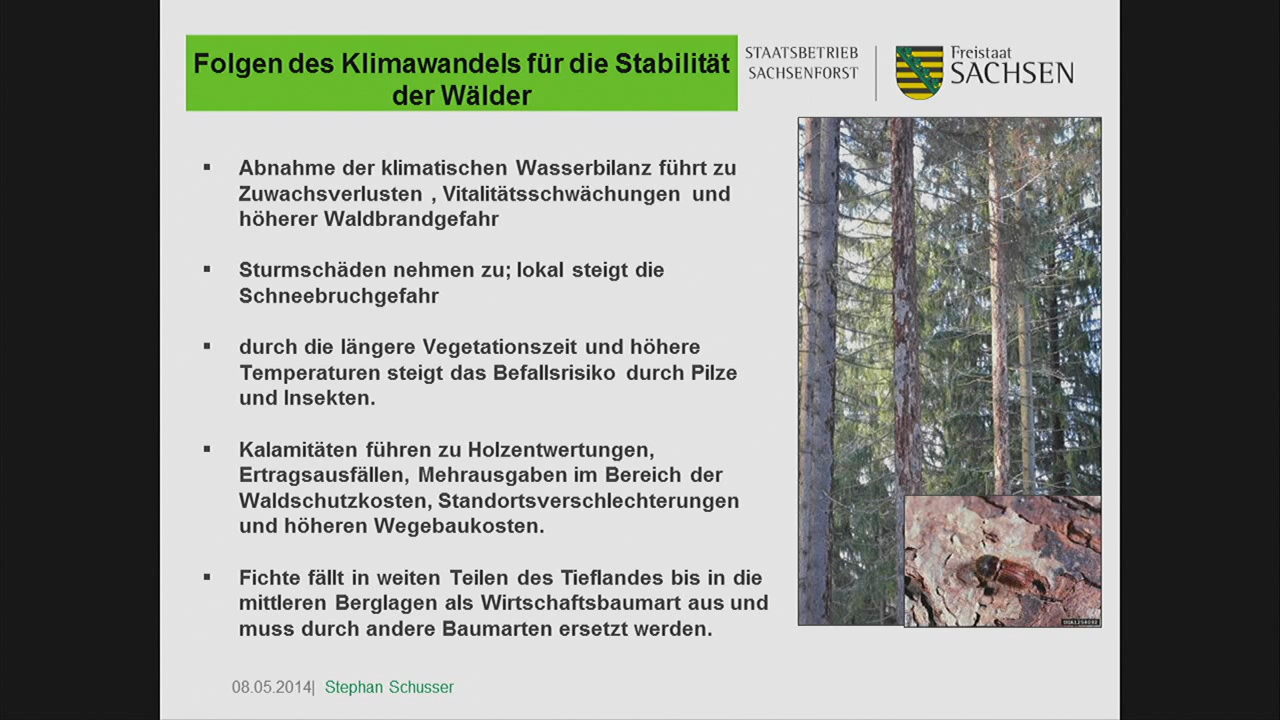 Folgen des Klimawandels für die Stabilität
der Wälder
STAATSBETRIEB
SACHSENFORST
Freistaat
SACHSEN
▪ Abnahme der klimatischen Wasserbilanz führt zu
Zuwachsverlusten , Vitalitätsschwächungen und
höherer Waldbrandgefahr
▪ Sturmschäden nehmen zu; lokal steigt die
Schneebruchgefahr
▪ durch die längere Vegetationszeit und höhere
Temperaturen steigt das Befallsrisiko durch Pilze
und Insekten.
▪ Kalamitäten führen zu Holzentwertungen,
Ertragsausfällen, Mehrausgaben im Bereich der
Waldschutzkosten, Standortsverschlechterungen
und höheren Wegebaukosten.
▪ Fichte fällt in weiten Teilen des Tieflandes bis in die
mittleren Berglagen als Wirtschaftsbaumart aus und
muss durch andere Baumarten ersetzt werden.
08.05.2014| Stephan Schusser